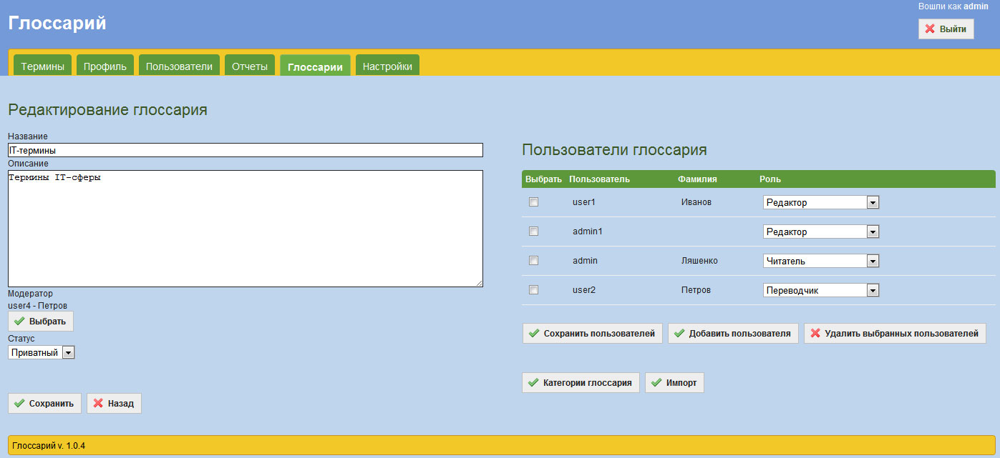 Вошли как admin
Глоссарий
Выйти
Термины Профиль Пользователи Отчеты Глоссарии Настройки
Редактирование глоссария
Название
IT-термины
Описание
Термины IT-сферы
Модератор
user4 - Петров
Выбрать
Статус
Приватный
Сохранить Назад
Пользователи глоссария
Выбрать Пользователь Фамилия Роль
user1 Иванов Редактор
admin1 Редактор
admin Ляшенко Читатель
user2 Петров Переводчик
Сохранить пользователей Добавить пользователя Удалить выбранных пользователей
Категории глоссария Импорт
Глоссарий v. 1.0.4